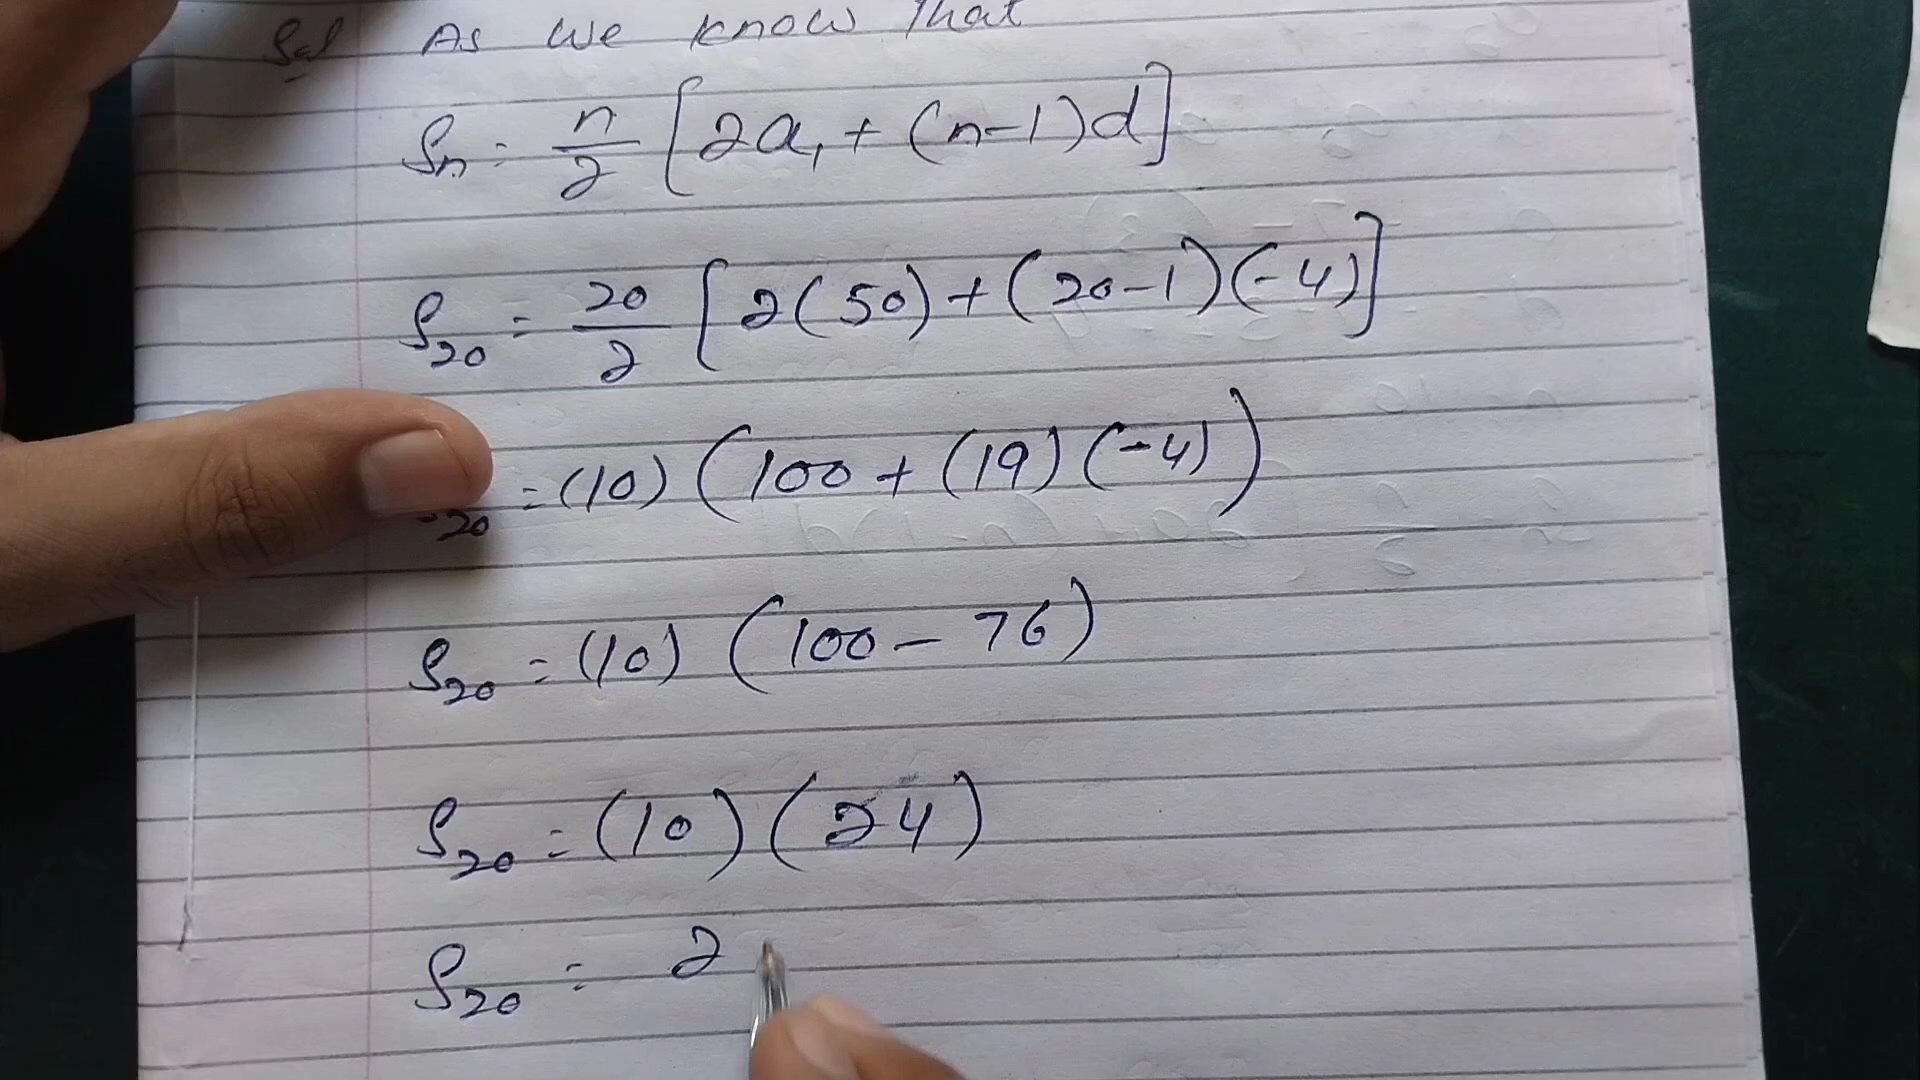 Sol As we know that
Sn = n/2 [2a₁ + (n-1)d]
S20 = 20/2 [2(50) + (20-1)(-4)]
20 = (10) (100 + (19) (-4))
S20 = (10) (100 - 76)
S20 = (10) (24)
S20 = 2